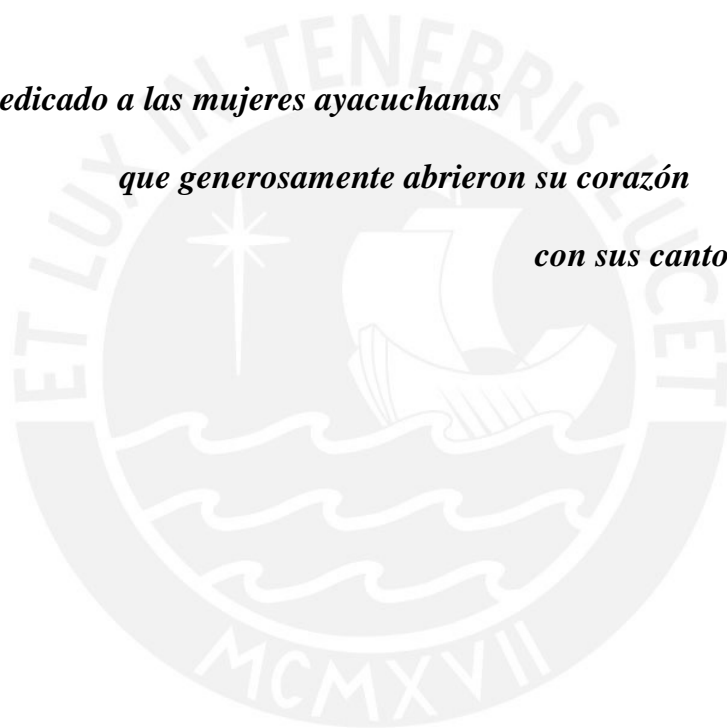 ET LUX IN TENEBRIS LUCET
edicado a las mujeres ayacuchanas
que generosamente abrieron su corazón
con sus canto
MCMXVII